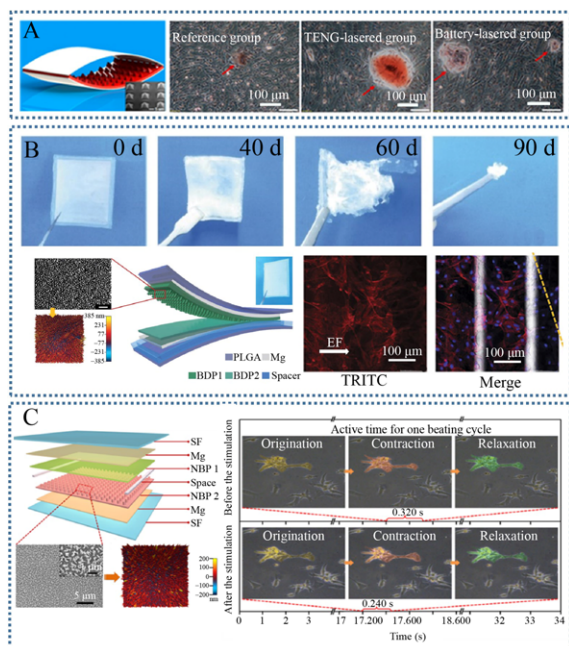 A
Reference group
TENG-lasered group
Battery-lasered group
100 μm
100 μm
100 μm
B
0 d
40 d
60 d
90 d
385 nm
231
77
−77
−231
−385
PLGA
Mg
BDP1
BDP2
Spacer
EF
100 μm
100 μm
TRITC
Merge
C
SF
Mg
NBP 1
Space
NBP 2
Mg
SF
5 μm
200
100
0
−100
−200
nm
Active time for one beating cycle
Before the stimulation
Origination
Contraction
Relaxation
0.320 s
After the stimulation
Origination
Contraction
Relaxation
0.240 s
0 1 2 3 17 17.200 17.600 18.600 32 33 34
Time (s)